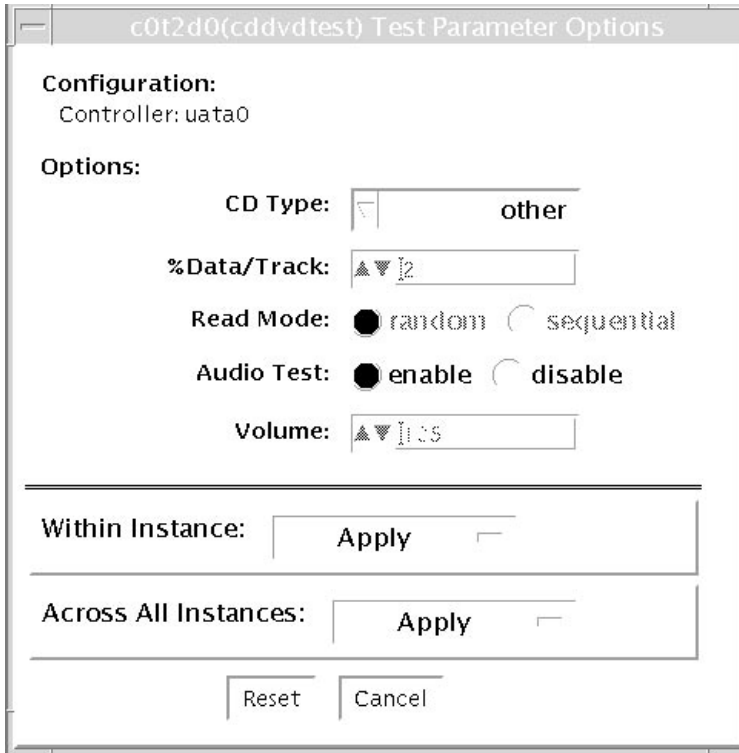 c0t2d0(cddvdtest) Test Parameter Options
Configuration:
Controller: uata0
Options:
CD Type: other
%Data/Track: 2
Read Mode: random sequential
Audio Test: enable disable
Volume:
Within Instance: Apply
Across All Instances: Apply
Reset Cancel